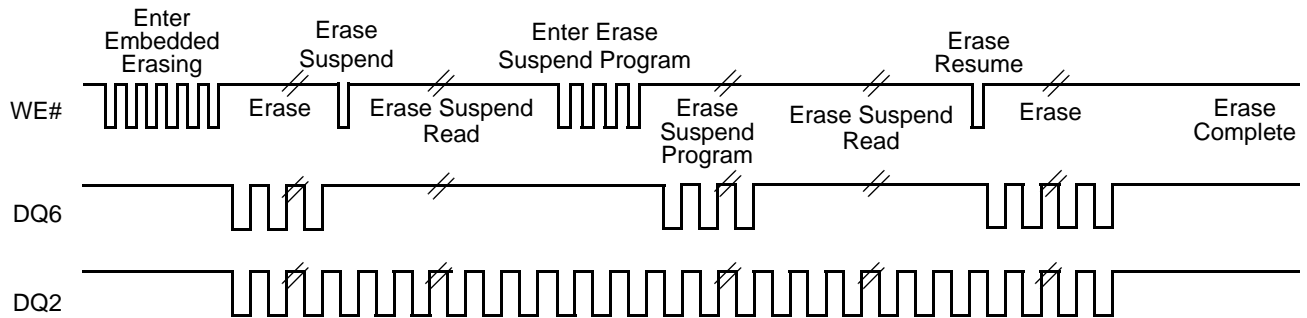 Enter
Embedded
Erasing
Erase
Suspend
Enter Erase
Suspend Program
Erase
Resume
WE#
Erase
Erase Suspend
Read
Erase
Suspend
Program
Erase Suspend
Read
Erase
Erase
Complete
DQ6
DQ2